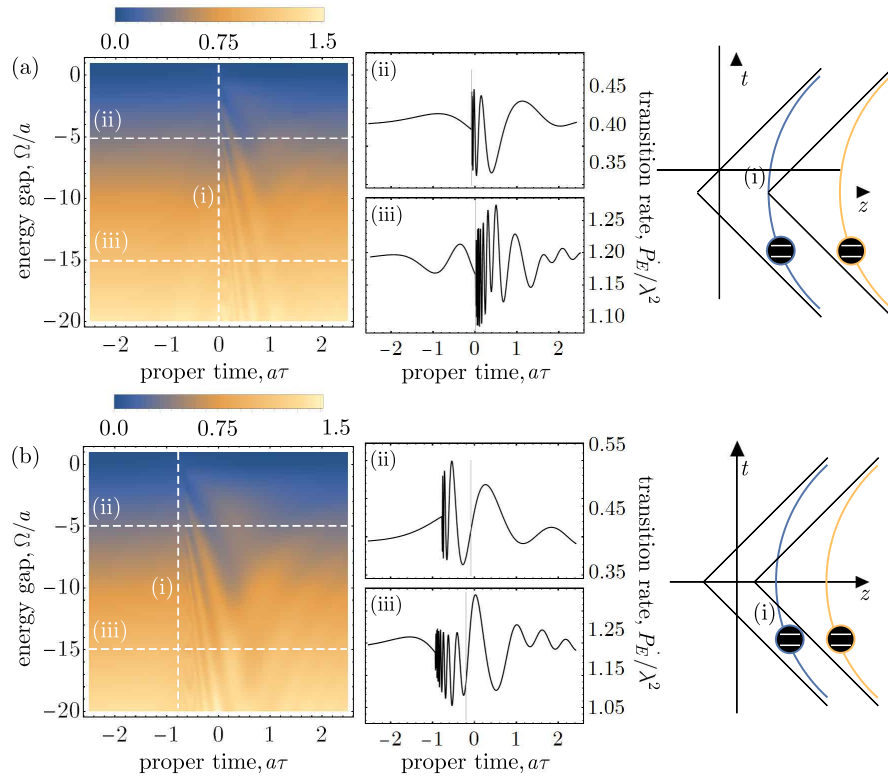 0.0 0.75 1.5
(a)
0
−5
−10
−15
−20
energy gap, Ω/a
(ii)
(i)
(iii)
−2 −1 0 1 2
proper time, aτ
(ii)
0.45
0.40
0.35
(iii)
1.27
1.20
1.10
transition rate, Ṗ_E/λ²
−2 −1 0 1 2
proper time, aτ
t
(i)
z
0.0 0.75 1.5
(b)
0
−5
−10
−15
−20
energy gap, Ω/a
(ii)
(i)
(iii)
−2 −1 0 1 2
proper time, aτ
(ii)
0.55
0.45
0.35
(iii)
1.25
1.15
1.05
transition rate, Ṗ_E/λ²
−2 −1 0 1 2
proper time, aτ
t
z
(i)